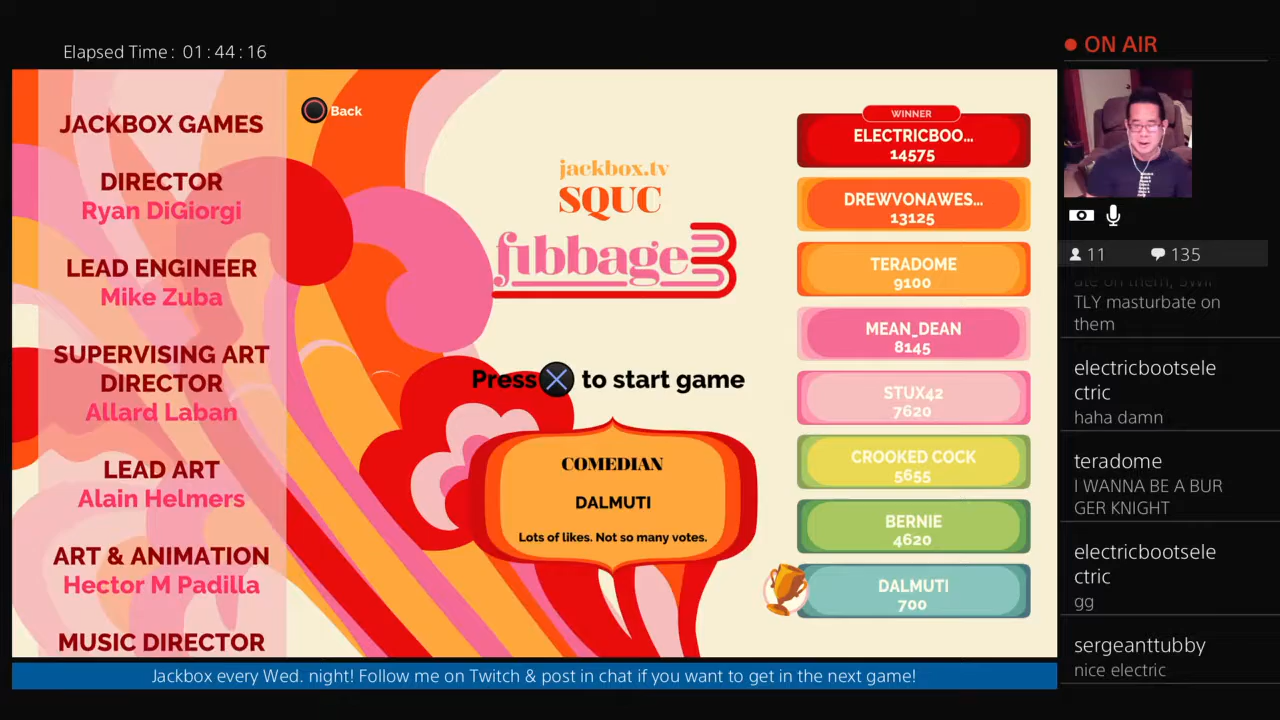 Elapsed Time: 01:44:16
JACKBOX GAMES
DIRECTOR
Ryan DiGiorgi
LEAD ENGINEER
Mike Zuba
SUPERVISING ART
DIRECTOR
Allard Laban
LEAD ART
Alain Helmers
ART & ANIMATION
Hector M Padilla
MUSIC DIRECTOR
Back
jackbox.tv
SQUC
fibbage 3
Press X to start game
COMEDIAN
DALMUTI
Lots of likes. Not so many votes.
WINNER
ELECTRICBOO...
14575
DREWVONAWES...
13125
TERADOME
9100
MEAN_DEAN
8145
STUX42
7620
CROOKED COCK
5655
BERNIE
4620
DALMUTI
700
Jackbox every Wed. night! Follow me on Twitch & post in chat if you want to get in the next game!
ON AIR
11 135
ate on them, SWIF
TLY masturbate on
them
electricbootsele
ctric
haha damn
teradome
I WANNA BE A BUR
GER KNIGHT
electricbootsele
ctric
gg
sergeanttubby
nice electric